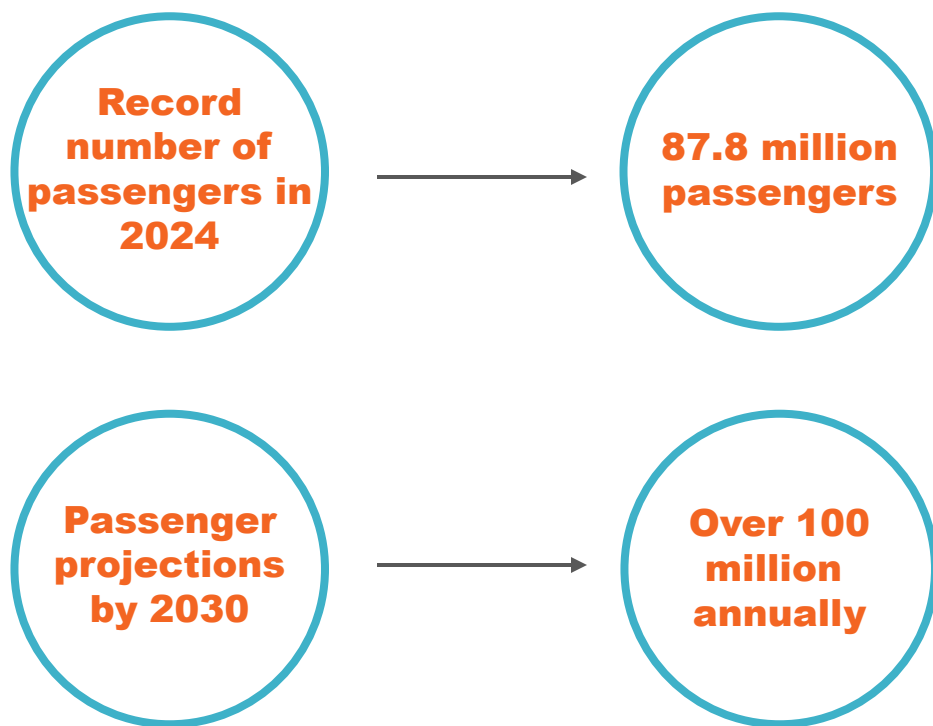 Record
number of
passengers in
2024
87.8 million
passengers
Passenger
projections
by 2030
Over 100
million
annually